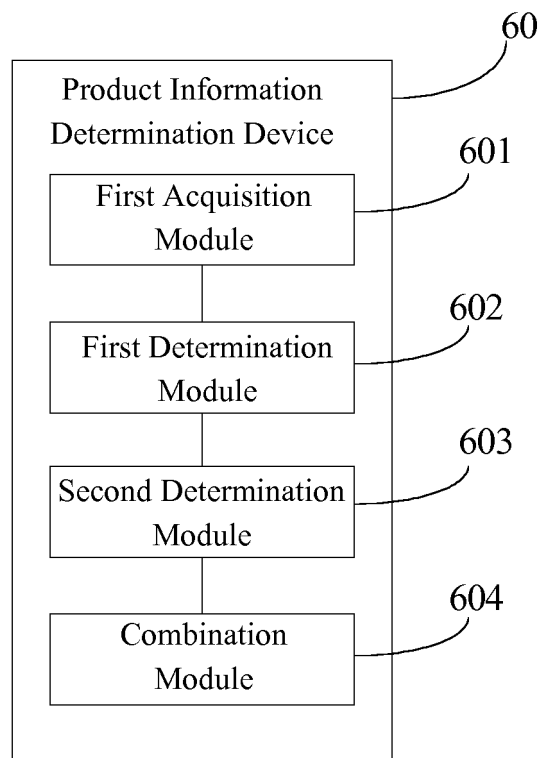 60
Product Information
Determination Device
601
First Acquisition
Module
602
First Determination
Module
603
Second Determination
Module
604
Combination
Module